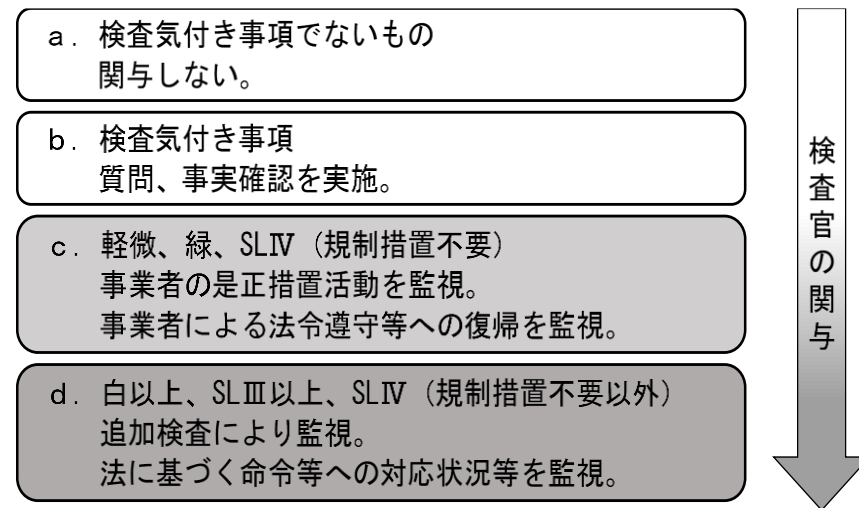 a．検査気付き事項でないもの
関与しない。
b．検査気付き事項
質問、事実確認を実施。
c．軽微、緑、SLⅣ（規制措置不要）
事業者の是正措置活動を監視。
事業者による法令遵守等への復帰を監視。
d．白以上、SLⅢ以上、SLⅣ（規制措置不要以外）
追加検査により監視。
法に基づく命令等への対応状況等を監視。
検査官の関与